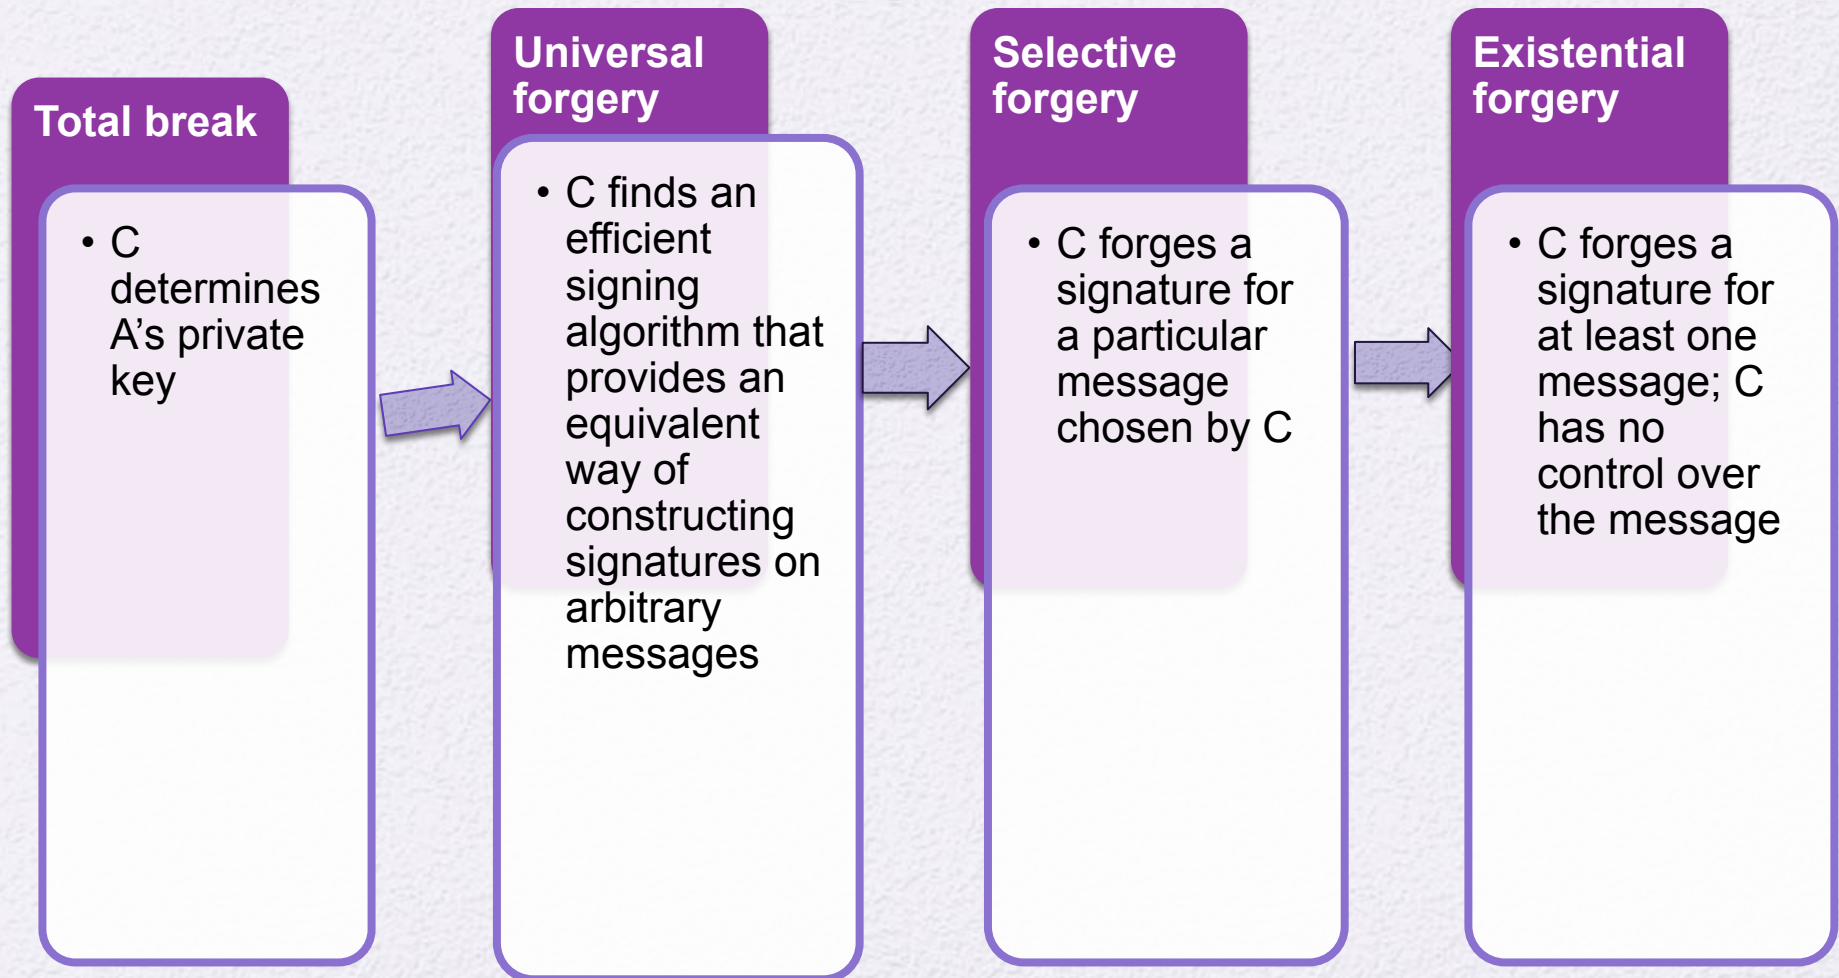 Total break
• C
determines
A’s private
key
Universal
forgery
• C finds an
efficient
signing
algorithm that
provides an
equivalent
way of
constructing
signatures on
arbitrary
messages
Selective
forgery
• C forges a
signature for
a particular
message
chosen by C
Existential
forgery
• C forges a
signature for
at least one
message; C
has no
control over
the message